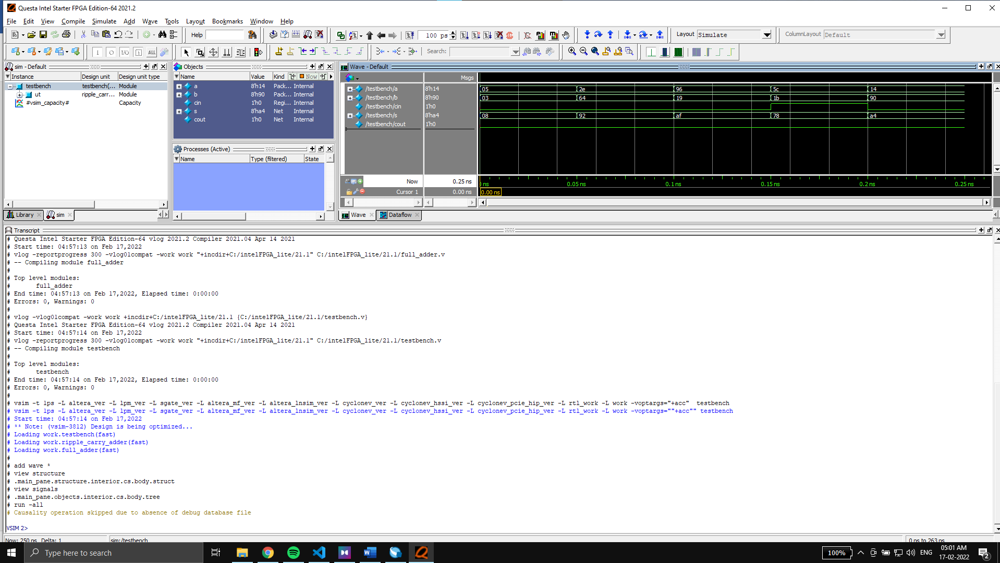 Questa Intel Starter FPGA Edition-64 2021.2
File Edit View Compile Simulate Add Wave Tools Layout Bookmarks Window Help
Help
100 ps
Layout Simulate
ColumnLayout Default
Search:
sim - Default
Instance Design unit Design unit type
testbench testbench(... Module
ut ripple_carr... Module
#vsim_capacity# Capacity
Library
sim
Objects
Name Value Kind Now
a 8'h14 Pack... Internal
b 8'h90 Pack... Internal
cin 1'h0 Regi... Internal
s 8'ha4 Net Internal
cout 1'h0 Net Internal
Processes (Active)
Name Type (filtered) State
Wave - Default
Msgs
/testbench/a 8'h14 05 2e 96 5c 14
/testbench/b 8'h90 03 64 19 1b 90
/testbench/cin 1'h0
/testbench/s 8'ha4 08 92 af 78 a4
/testbench/cout 1'h0
Now 0.25 ns ns 0.05 ns 0.1 ns 0.15 ns 0.2 ns 0.25 ns
Cursor 1 0.00 ns 0.00 ns
Wave
Dataflow
Transcript
# Questa Intel Starter FPGA Edition-64 vlog 2021.2 Compiler 2021.04 Apr 14 2021
# Start time: 04:57:13 on Feb 17,2022
# vlog -reportprogress 300 -vlog01compat -work work "+incdir+C:/intelFPGA_lite/21.1" C:/intelFPGA_lite/21.1/full_adder.v
# -- Compiling module full_adder
#
# Top level modules:
# full_adder
# End time: 04:57:13 on Feb 17,2022, Elapsed time: 0:00:00
# Errors: 0, Warnings: 0
#
# vlog -vlog01compat -work work +incdir+C:/intelFPGA_lite/21.1 {C:/intelFPGA_lite/21.1/testbench.v}
# Questa Intel Starter FPGA Edition-64 vlog 2021.2 Compiler 2021.04 Apr 14 2021
# Start time: 04:57:14 on Feb 17,2022
# vlog -reportprogress 300 -vlog01compat -work work "+incdir+C:/intelFPGA_lite/21.1" C:/intelFPGA_lite/21.1/testbench.v
# -- Compiling module testbench
#
# Top level modules:
# testbench
# End time: 04:57:14 on Feb 17,2022, Elapsed time: 0:00:00
# Errors: 0, Warnings: 0
#
# vsim -t 1ps -L altera_ver -L lpm_ver -L sgate_ver -L altera_mf_ver -L altera_lnsim_ver -L cyclonev_ver -L cyclonev_hssi_ver -L cyclonev_pcie_hip_ver -L rtl_work -L work -voptargs="+acc" testbench
# vsim -t 1ps -L altera_ver -L lpm_ver -L sgate_ver -L altera_mf_ver -L altera_lnsim_ver -L cyclonev_ver -L cyclonev_hssi_ver -L cyclonev_pcie_hip_ver -L rtl_work -L work -voptargs=""+acc"" testbench
# Start time: 04:57:14 on Feb 17,2022
# ** Note: (vsim-3812) Design is being optimized...
# Loading work.testbench(fast)
# Loading work.ripple_carry_adder(fast)
# Loading work.full_adder(fast)
#
# add wave *
# view structure
# .main_pane.structure.interior.cs.body.struct
# view signals
# .main_pane.objects.interior.cs.body.tree
# run -all
# Causality operation skipped due to absence of debug database file
VSIM 2>
Now: 250 ps Delta: 1 sim:/testbench 0 ps to 263 ps
Type here to search
100% ENG 05:01 AM
17-02-2022
2